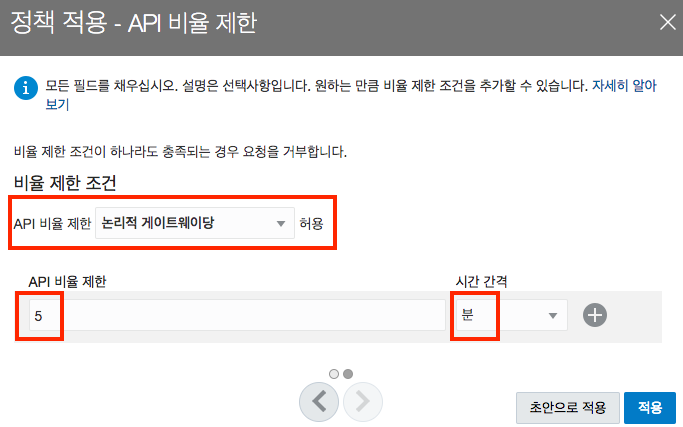 정책 적용 - API 비율 제한
모든 필드를 채우십시오. 설명은 선택사항입니다. 원하는 만큼 비율 제한 조건을 추가할 수 있습니다. 자세히 알아
보기
비율 제한 조건이 하나라도 충족되는 경우 요청을 거부합니다.
비율 제한 조건
API 비율 제한 논리적 게이트웨이당 허용
API 비율 제한 시간 간격
5 분
초안으로 적용 적용